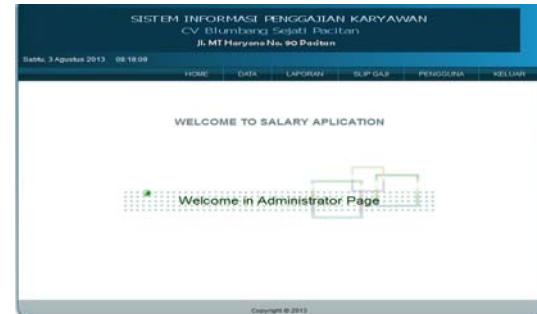 SISTEM INFORMASI PENGGAJIAN KARYAWAN
CV Blumbang Sejati Pacitan
Jl. MT Haryono No. 90 Pacitan
Sabtu, 3 Agustus 2013 08:18:09
HOME DATA LAPORAN SLIP GAJI PENGGUNA KELUAR
WELCOME TO SALARY APLICATION
Welcome in Administrator Page
Copyright © 2013